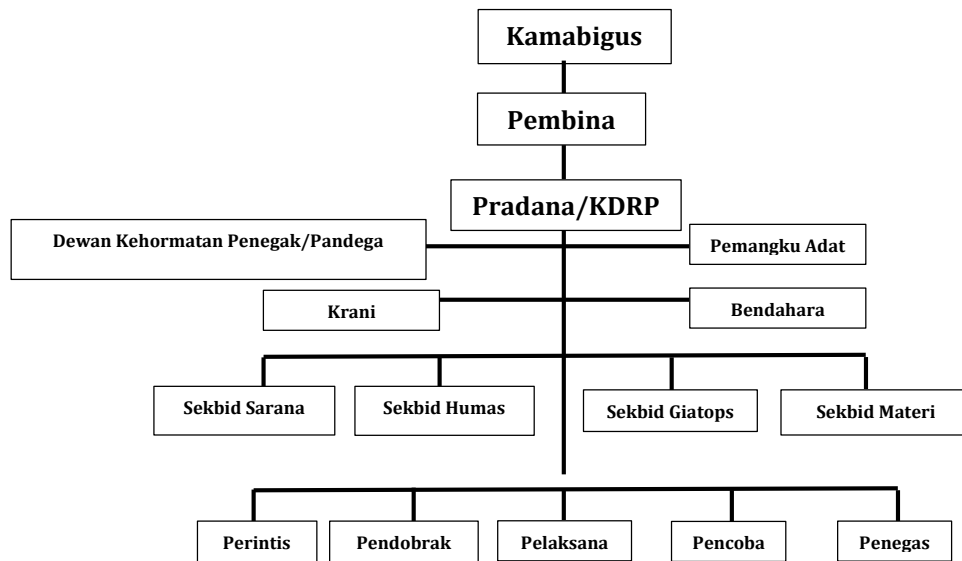 Kamabigus
Pembina
Pradana/KDRP
Dewan Kehormatan Penegak/Pandega
Pemangku Adat
Krani
Bendahara
Sekbid Sarana
Sekbid Humas
Sekbid Giatops
Sekbid Materi
Perintis
Pendobrak
Pelaksana
Pencoba
Penegas